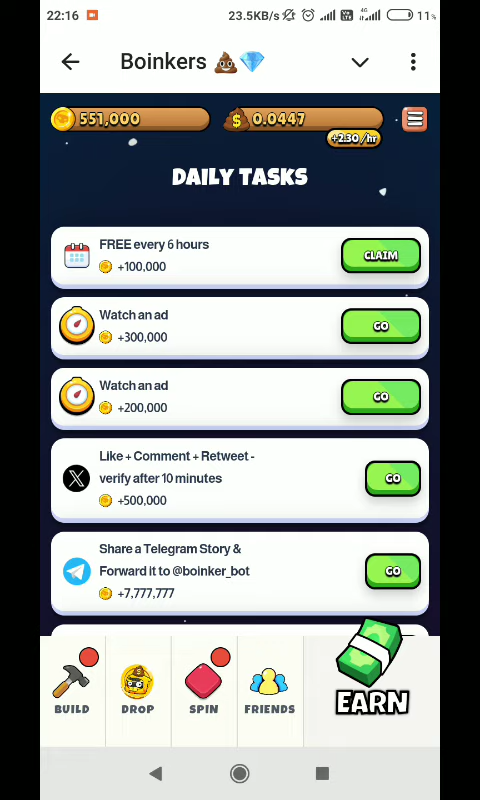 22:16 23.5KB/s 4G 11%
Boinkers 💩💎
551,000 $ 0.0447
+2.30/hr
DAILY TASKS
FREE every 6 hours
+100,000
CLAIM
Watch an ad
+300,000
GO
Watch an ad
+200,000
GO
Like + Comment + Retweet -
verify after 10 minutes
+500,000
GO
Share a Telegram Story &
Forward it to @boinker_bot
+7,777,777
GO
BUILD DROP SPIN FRIENDS EARN